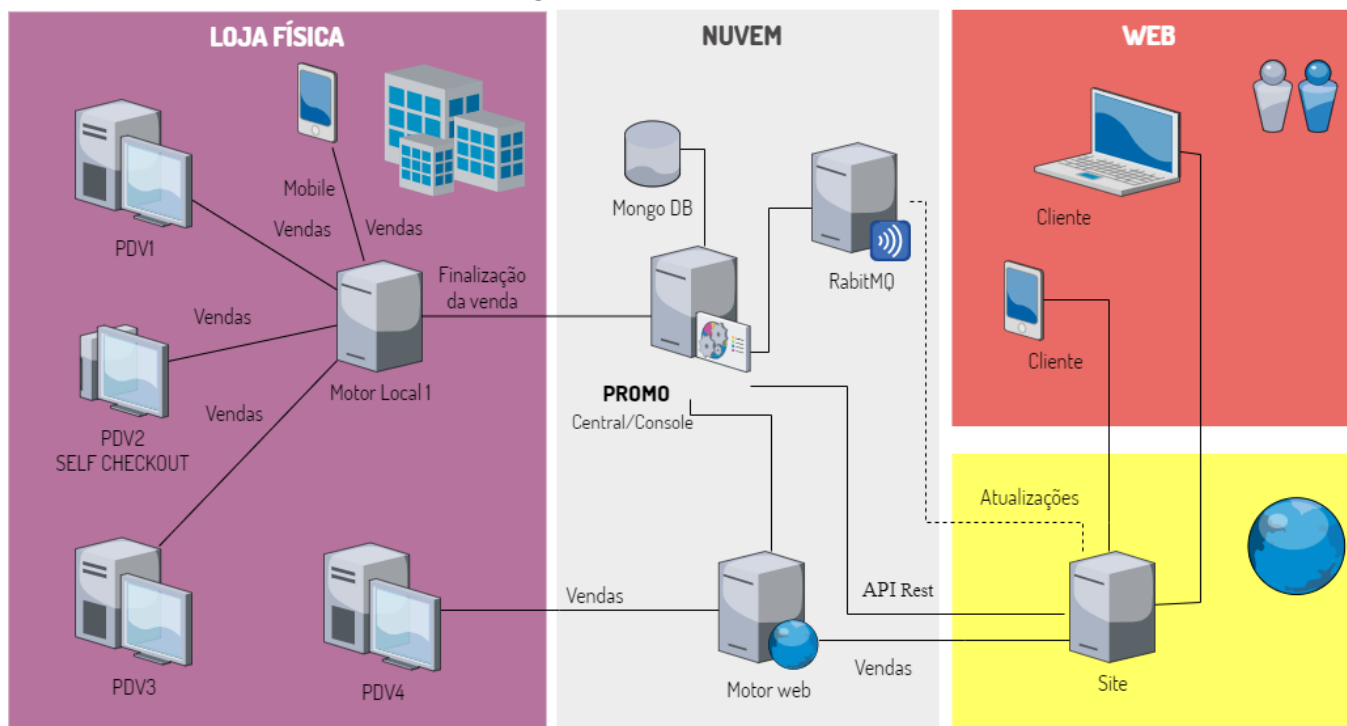 LOJA FÍSICA
NUVEM
WEB
Mobile
Vendas
Vendas
PDV1
Mongo DB
RabitMQ
Cliente
Finalização
da venda
Vendas
Motor Local 1
Cliente
PROMO
Central/Console
Vendas
PDV2
SELF CHECKOUT
Atualizações
Vendas
API Rest
Vendas
PDV3
PDV4
Motor web
Site